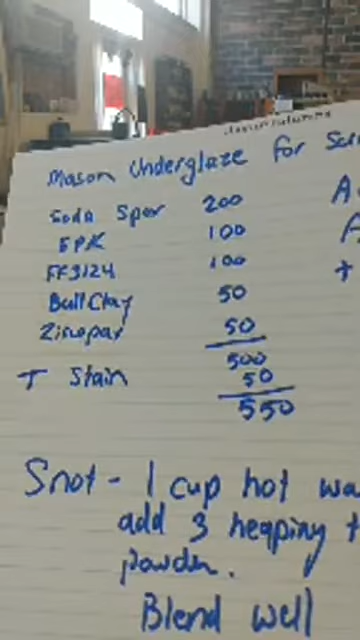 Mason Underglaze for
Soda Spar 200
EPK 100
FF3124 100
Ball Clay 50
Zircopax 50
500
+ Stain 50
550
Snot - 1 cup hot
add 3 heaping
powder.
Blend well